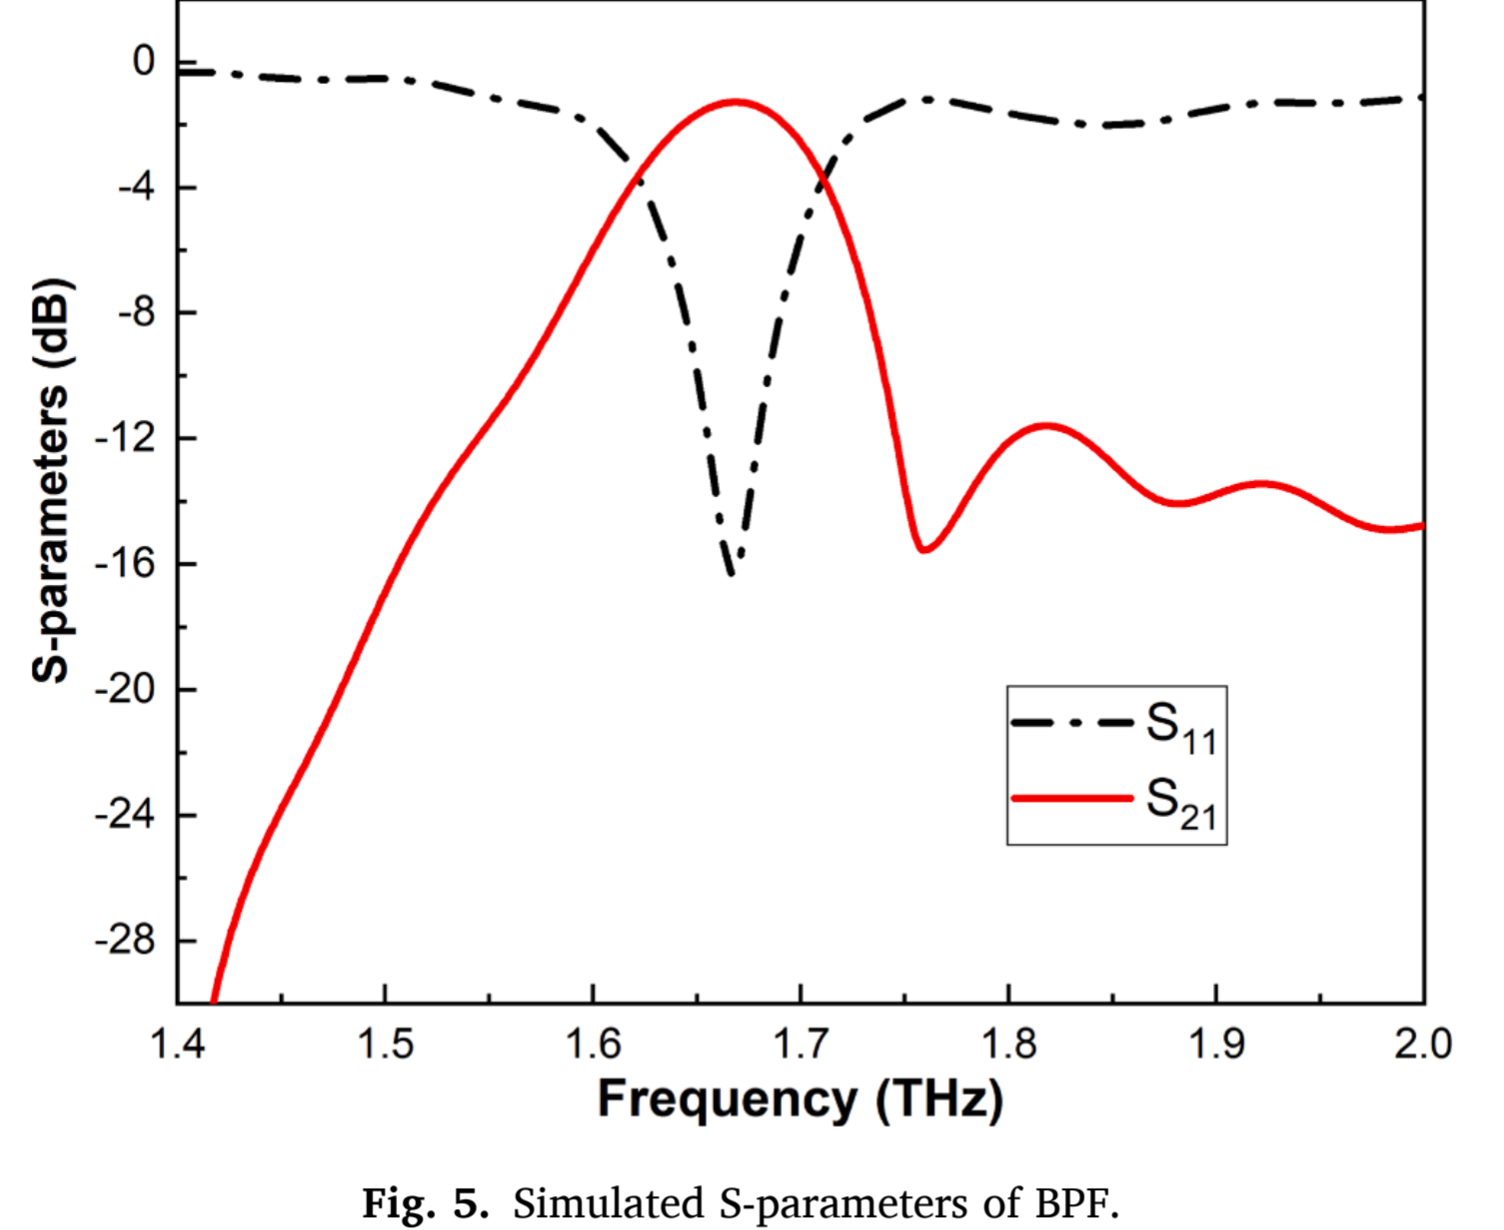 0
-4
-8
-12
-16
-20
-24
-28
S-parameters (dB)
S11
S21
1.4 1.5 1.6 1.7 1.8 1.9 2.0
Frequency (THz)
Fig. 5. Simulated S-parameters of BPF.